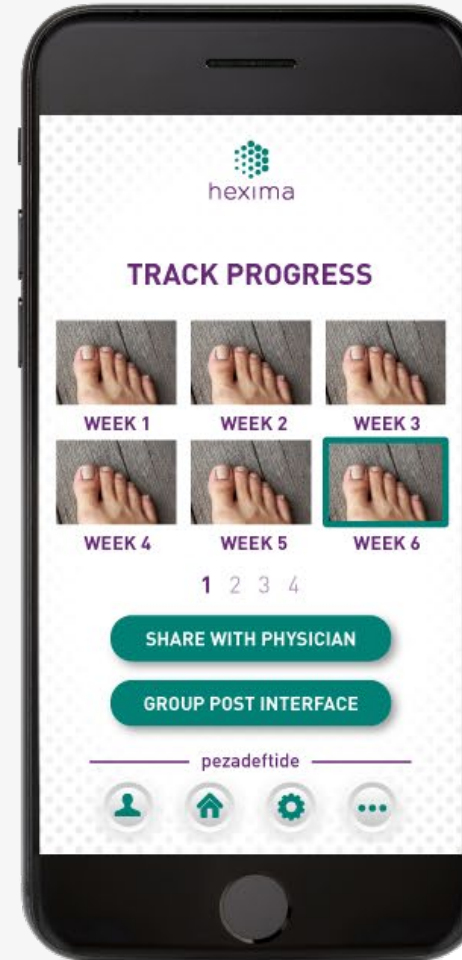 hexima
TRACK PROGRESS
WEEK 1 WEEK 2 WEEK 3
WEEK 4 WEEK 5 WEEK 6
1 2 3 4
SHARE WITH PHYSICIAN
GROUP POST INTERFACE
pezadeftide